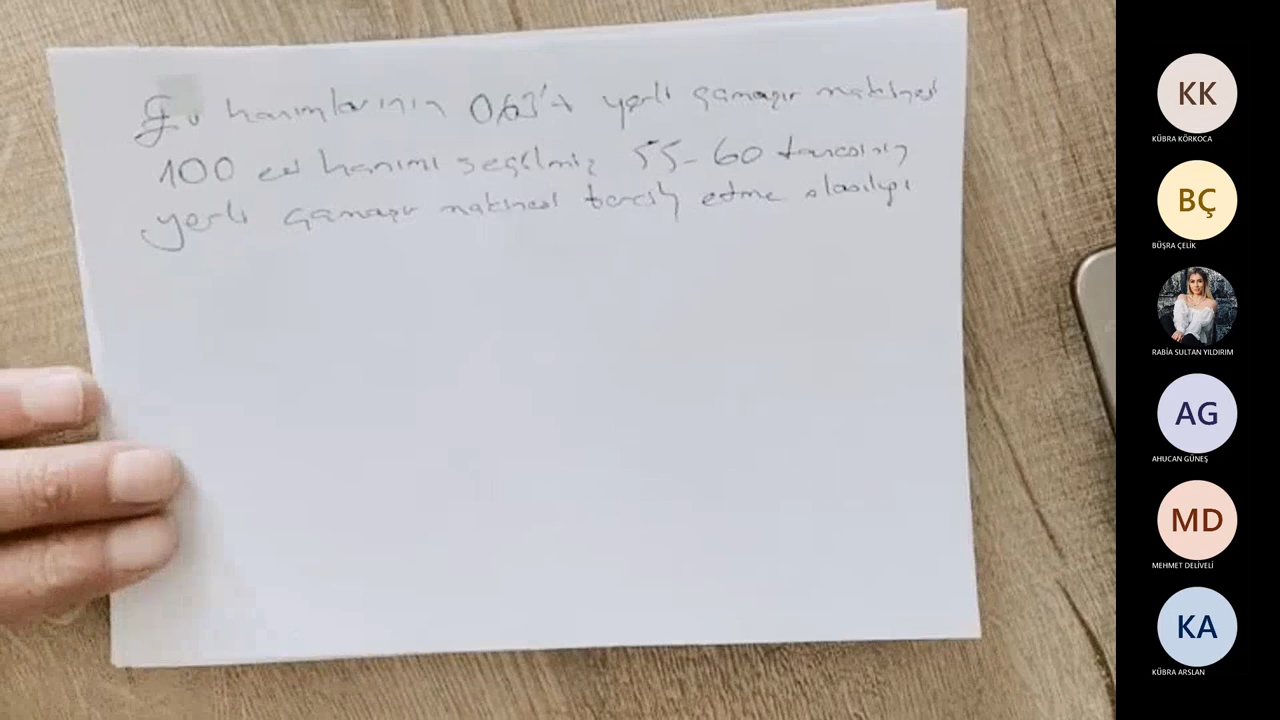 Ev hanımlarının 0,63'ü yerli çamaşır makinesi
100 ev hanımı seçilmiş 55-60 tanesinin
yerli çamaşır makinesi tercih etme olasılığı
KK
KÜBRA KÖRKOCA
BÇ
BÜŞRA ÇELİK
RABİA SULTAN YILDIRIM
AG
AHUCAN GÜNEŞ
MD
MEHMET DELİVELİ
KA
KÜBRA ARSLAN